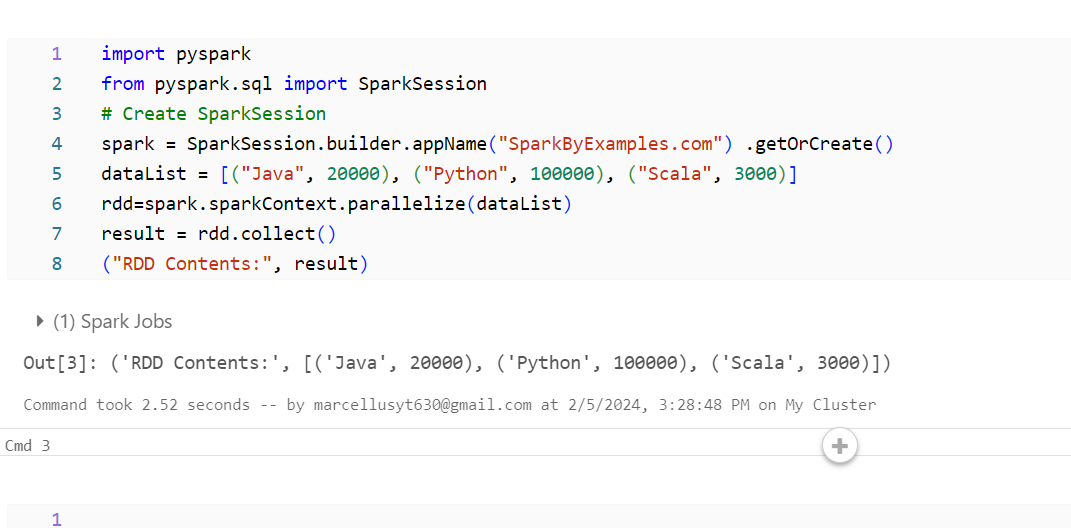 1 import pyspark
2 from pyspark.sql import SparkSession
3 # Create SparkSession
4 spark = SparkSession.builder.appName("SparkByExamples.com") .getOrCreate()
5 dataList = [("Java", 20000), ("Python", 100000), ("Scala", 3000)]
6 rdd=spark.sparkContext.parallelize(dataList)
7 result = rdd.collect()
8 ("RDD Contents:", result)
(1) Spark Jobs
Out[3]: ('RDD Contents:', [('Java', 20000), ('Python', 100000), ('Scala', 3000)])
Command took 2.52 seconds -- by marcellusyt630@gmail.com at 2/5/2024, 3:28:48 PM on My Cluster
Cmd 3
1